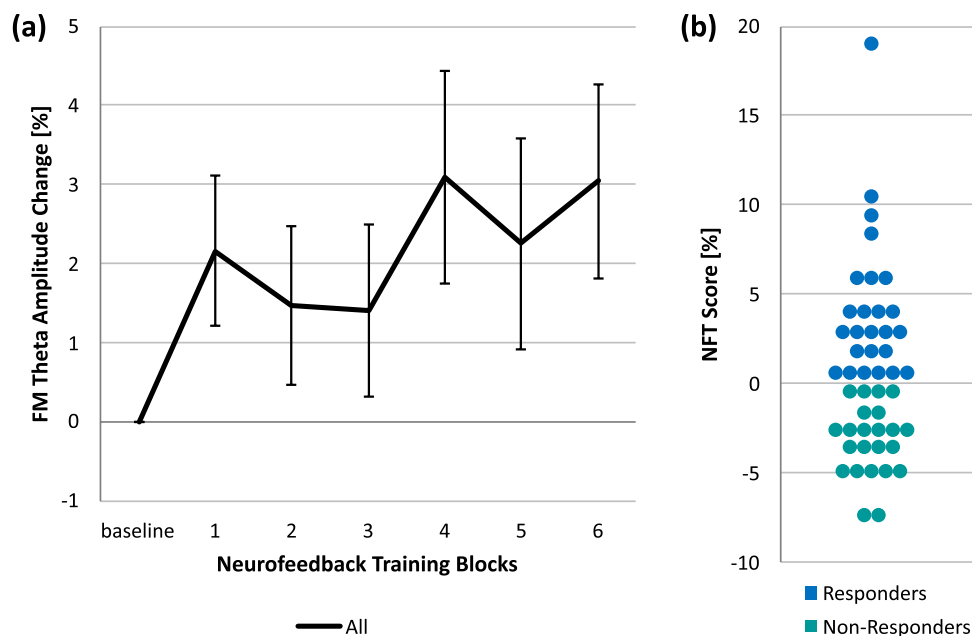 (a)
5
4
3
2
1
0
-1
FM Theta Amplitude Change [%]
baseline 1 2 3 4 5 6
Neurofeedback Training Blocks
All
(b)
20
15
10
5
0
-5
-10
NFT Score [%]
Responders
Non-Responders